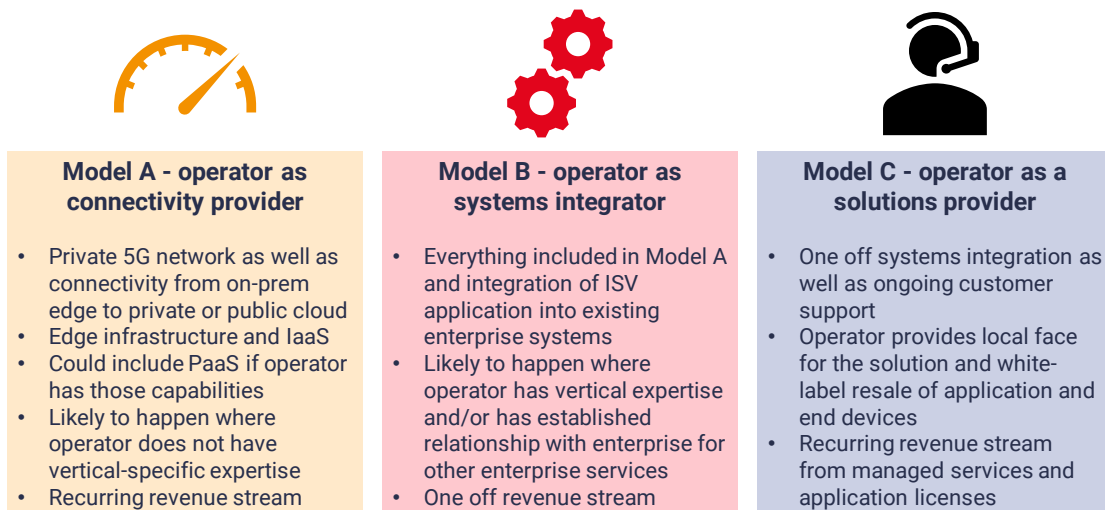 Model A - operator as
connectivity provider
• Private 5G network as well as
connectivity from on-prem
edge to private or public cloud
• Edge infrastructure and IaaS
• Could include PaaS if operator
has those capabilities
• Likely to happen where
operator does not have
vertical-specific expertise
• Recurring revenue stream
Model B - operator as
systems integrator
• Everything included in Model A
and integration of ISV
application into existing
enterprise systems
• Likely to happen where
operator has vertical expertise
and/or has established
relationship with enterprise for
other enterprise services
• One off revenue stream
Model C - operator as a
solutions provider
• One off systems integration as
well as ongoing customer
support
• Operator provides local face
for the solution and white-
label resale of application and
end devices
• Recurring revenue stream
from managed services and
application licenses